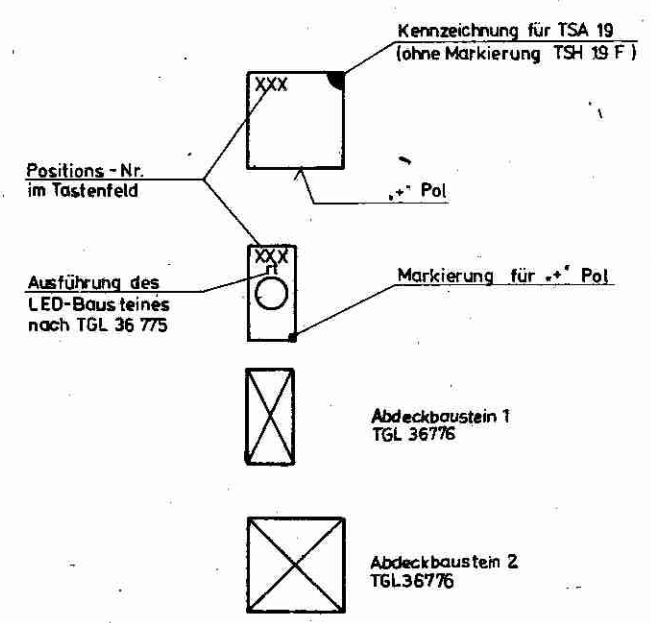 Kennzeichnung für TSA 19
(ohne Markierung TSH 19 F)
XXX
Positions-Nr.
im Tastenfeld
„+“ Pol
XXX
rt
Ausführung des
LED-Bausteines
nach TGL 36 775
Markierung für „+“ Pol
Abdeckbaustein 1
TGL 36776
Abdeckbaustein 2
TGL36776